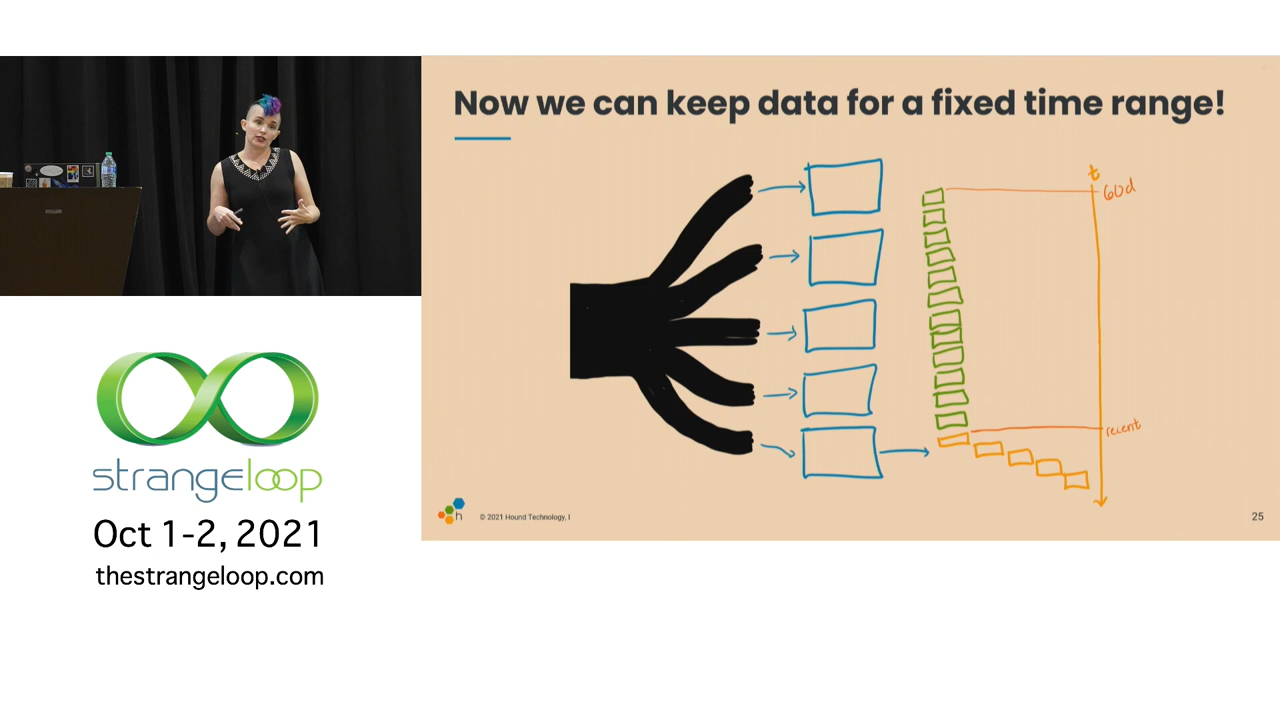 Now we can keep data for a fixed time range!
t
60d
recent
strangeloop
Oct 1-2, 2021
thestrangeloop.com
h
© 2021 Hound Technology, I
25